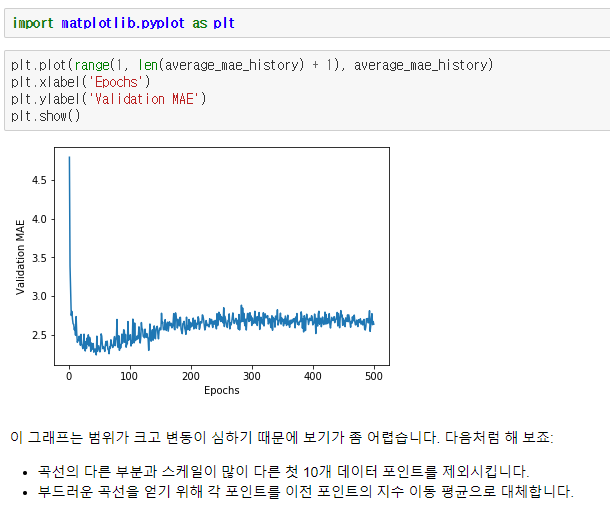 import matplotlib.pyplot as plt
plt.plot(range(1, len(average_mae_history) + 1), average_mae_history)
plt.xlabel('Epochs')
plt.ylabel('Validation MAE')
plt.show()
4.5
4.0
3.5
3.0
2.5
Validation MAE
0 100 200 300 400 500
Epochs
이 그래프는 범위가 크고 변동이 심하기 때문에 보기가 좀 어렵습니다. 다음처럼 해 보죠:
• 곡선의 다른 부분과 스케일이 많이 다른 첫 10개 데이터 포인트를 제외시킵니다.
• 부드러운 곡선을 얻기 위해 각 포인트를 이전 포인트의 지수 이동 평균으로 대체합니다.